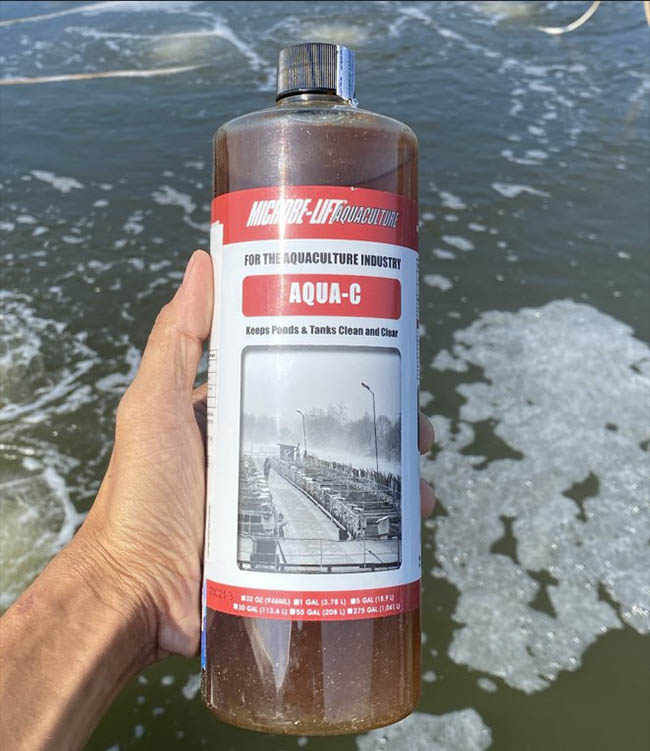 MICROBE-LIFT AQUACULTURE
FOR THE AQUACULTURE INDUSTRY
AQUA-C
Keeps Ponds & Tanks Clean and Clear
■32 OZ (946ML) ■1 GAL (3.78 L) ■5 GAL (18.9 L)
■30 GAL (113.6 L) ■55 GAL (208 L) ■275 GAL (1,041 L)